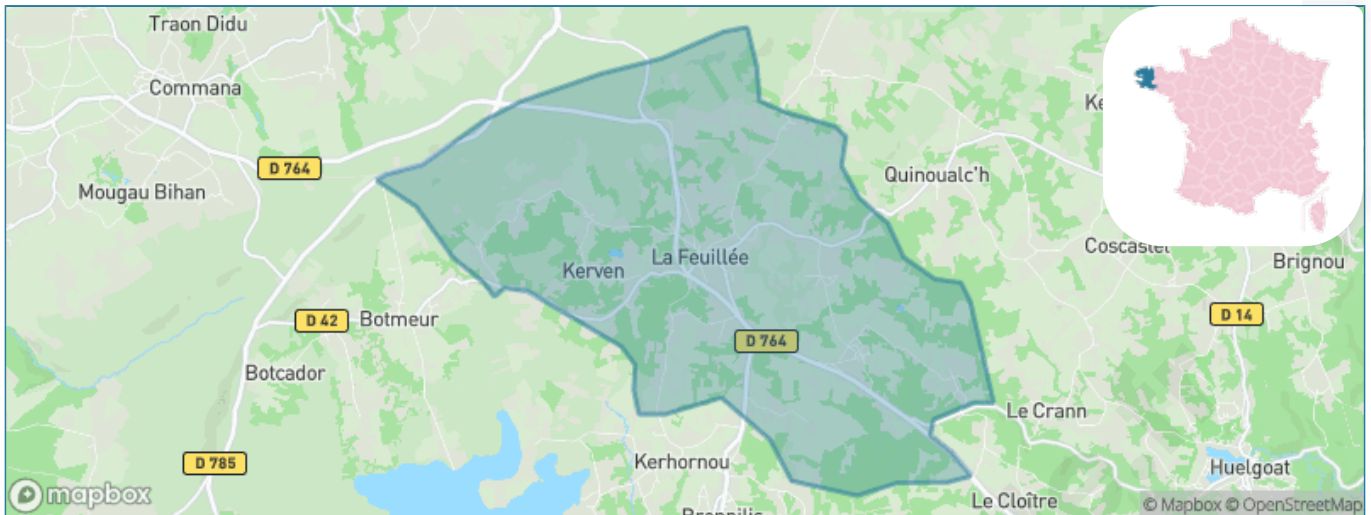 Traon Didu
Commana
D 764
Mougau Bihan
Quinoualc'h
La Feuillée
Kerven
Coscastel
Brignou
D 42
Botmeur
D 14
D 764
Botcador
Le Crann
Kerhornou
D 785
Huelgoat
Le Cloître
mapbox
© Mapbox © OpenStreetMap